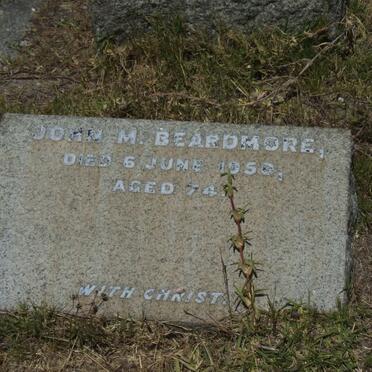 JOHN M. BEARDMORE,
DIED 6 JUNE 1950,
AGED 74.
WITH CHRIST